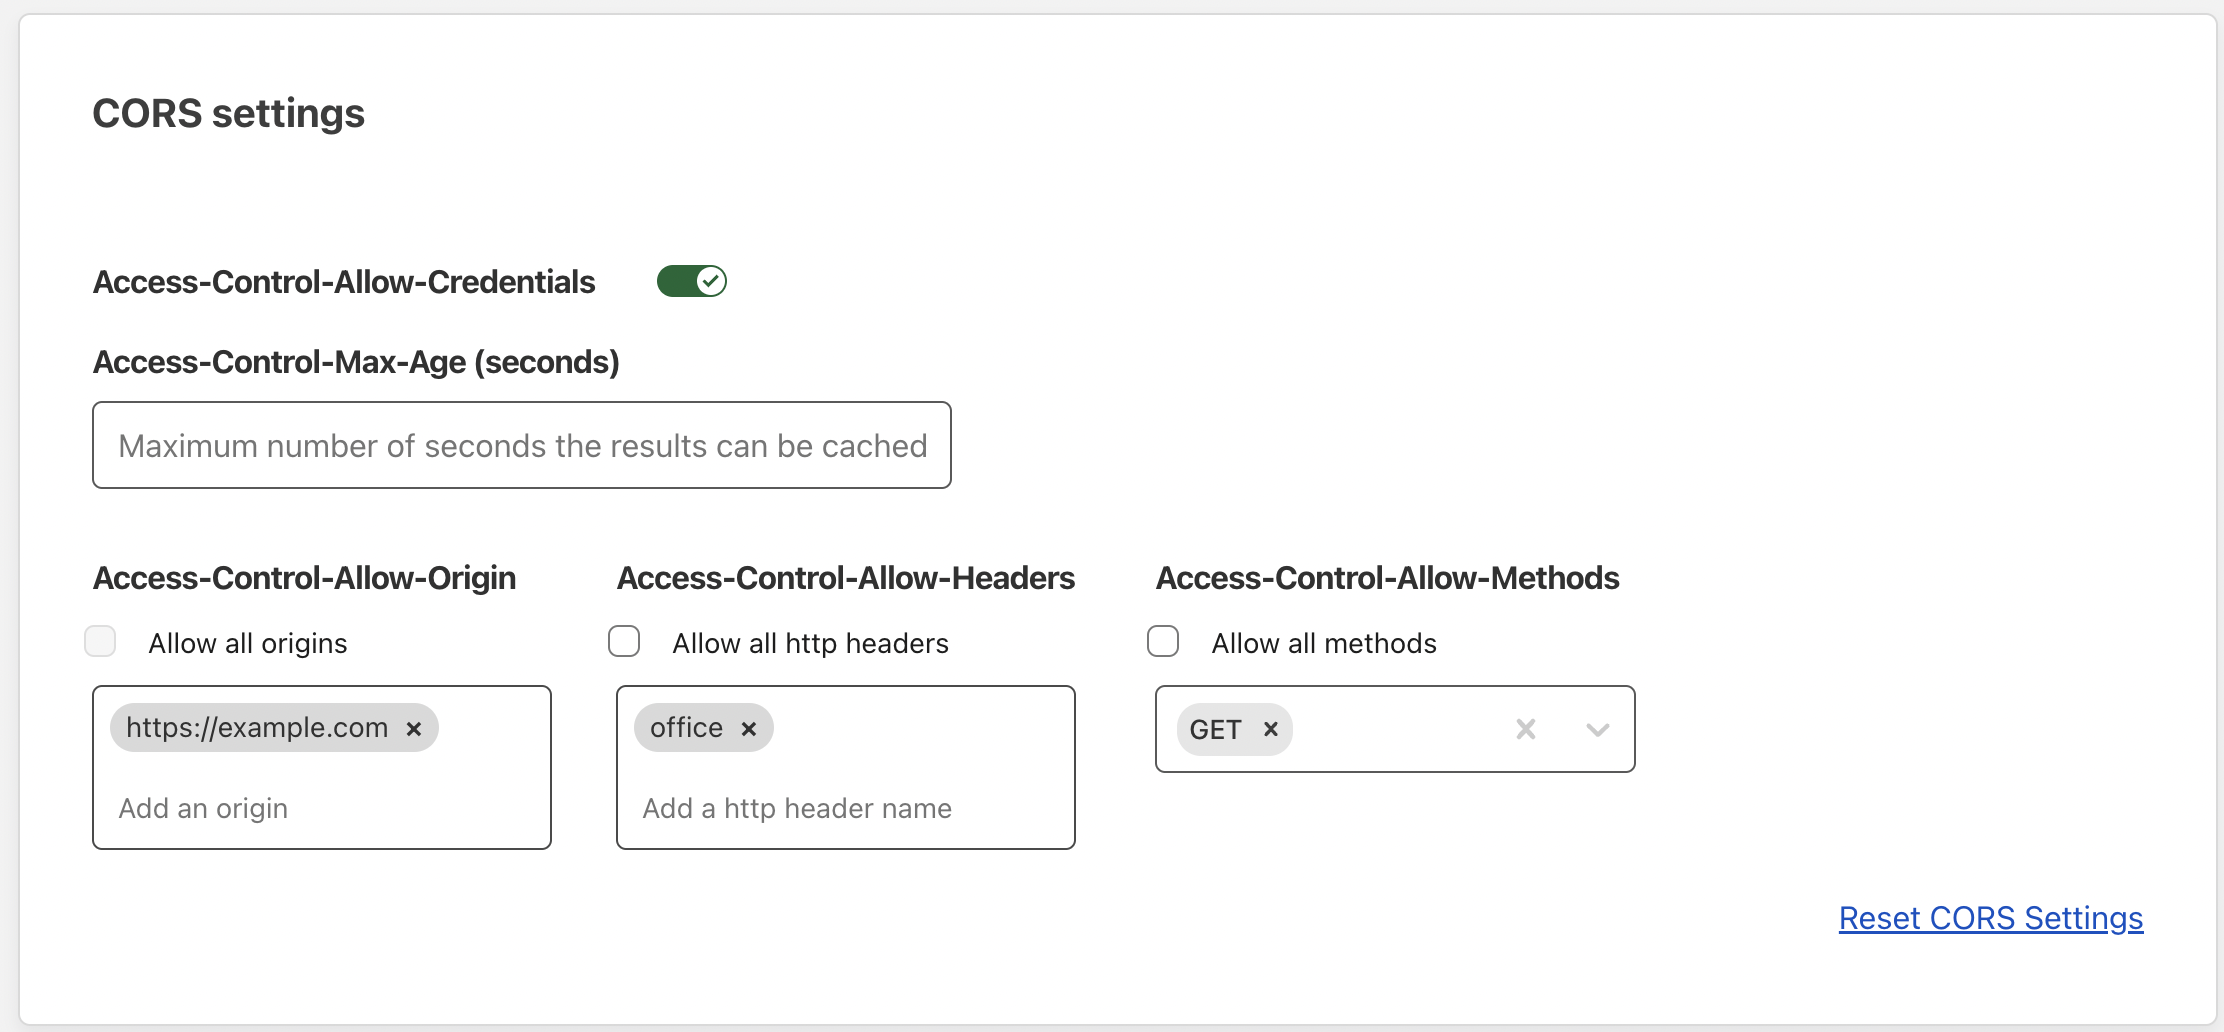 CORS settings
Access-Control-Allow-Credentials
Access-Control-Max-Age (seconds)
Maximum number of seconds the results can be cached
Access-Control-Allow-Origin
Allow all origins
https://example.com ×
Add an origin
Access-Control-Allow-Headers
Allow all http headers
office ×
Add a http header name
Access-Control-Allow-Methods
Allow all methods
GET ×
Reset CORS Settings